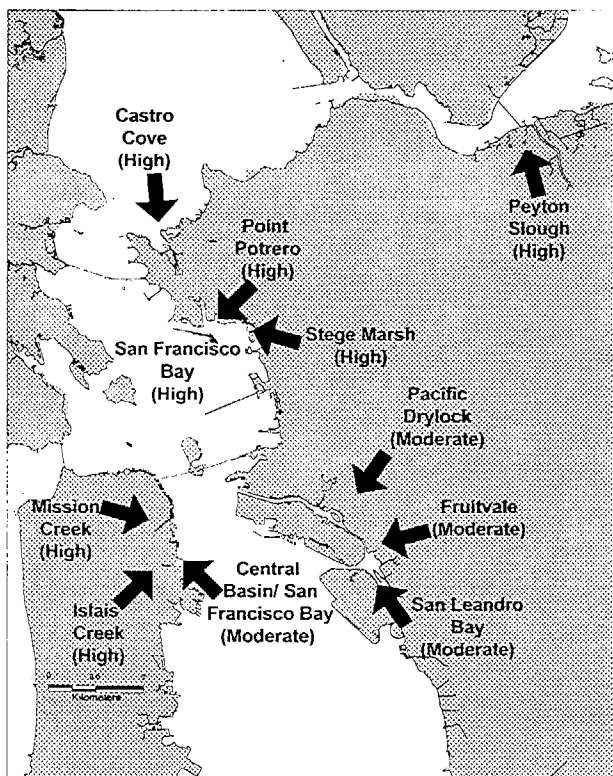 Castro
Cove
(High)
Point
Potrero
(High)
Peyton
Slough
(High)
San Francisco
Bay
(High)
Stege Marsh
(High)
Pacific
Drylock
(Moderate)
Mission
Creek
(High)
Fruitvale
(Moderate)
Central
Basin/ San
Francisco Bay
(Moderate)
Islais
Creek
(High)
San Leandro
Bay
(Moderate)
Kilometers